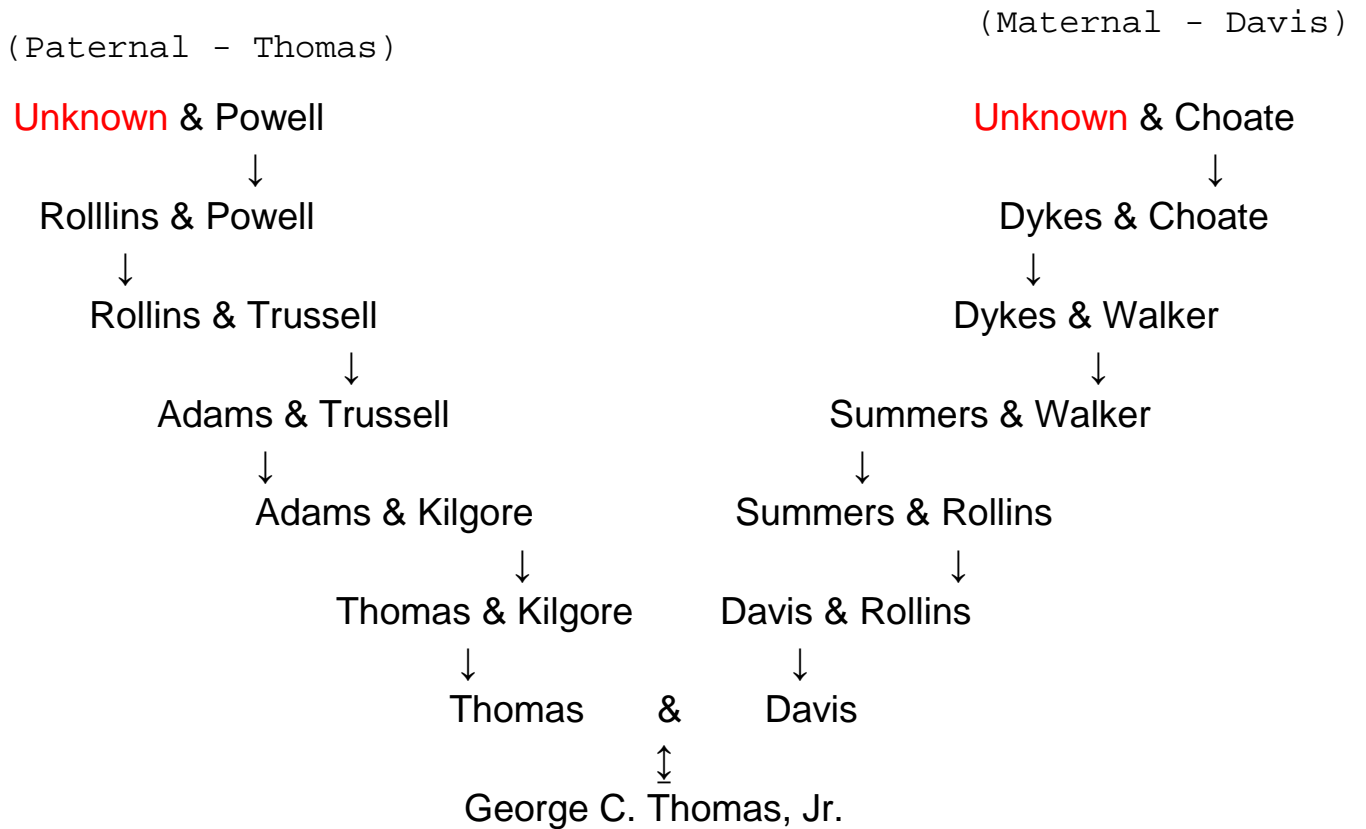 (Paternal - Thomas)
(Maternal - Davis)
Unknown & Powell
Unknown & Choate
↓
↓
Rolllins & Powell
Dykes & Choate
↓
↓
Rollins & Trussell
Dykes & Walker
↓
↓
Adams & Trussell
Summers & Walker
↓
↓
Adams & Kilgore
Summers & Rollins
↓
↓
Thomas & Kilgore
Davis & Rollins
↓
↓
Thomas & Davis
↨
George C. Thomas, Jr.